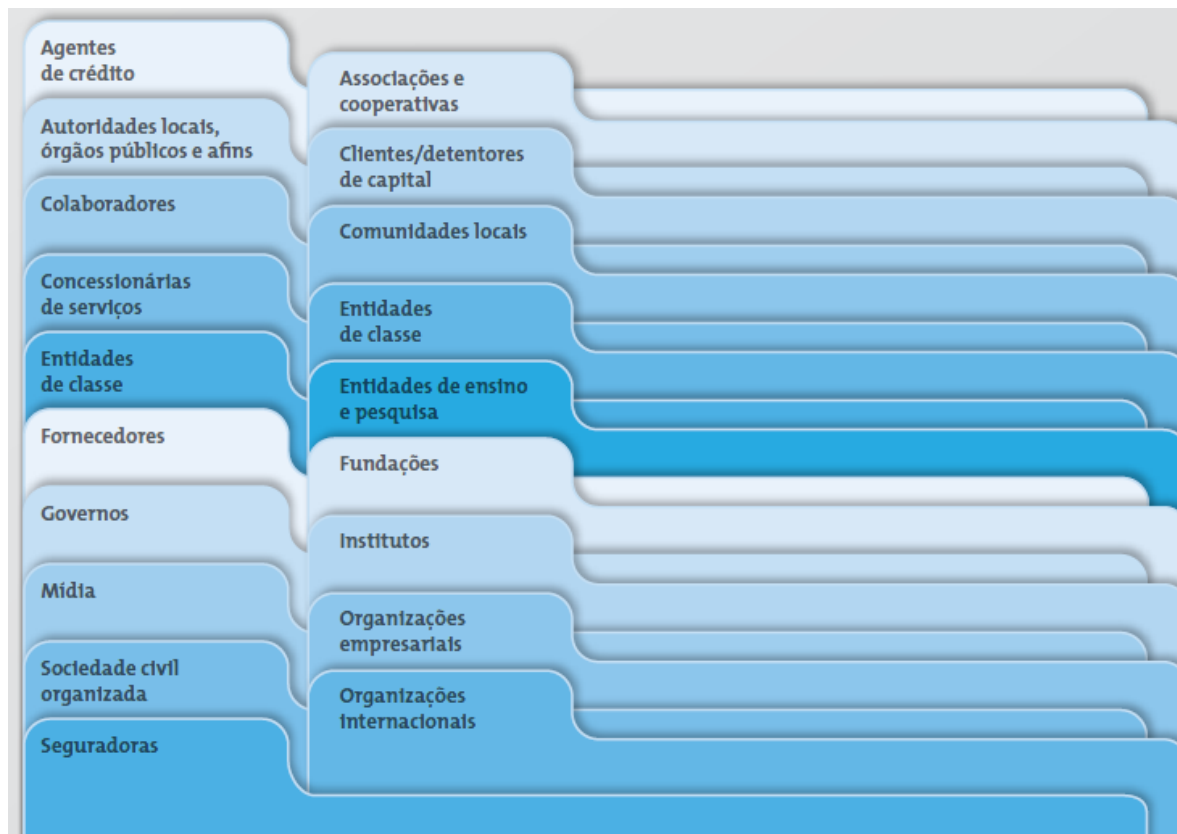 Agentes
de crédito
Autoridades locais,
órgãos públicos e afins
Colaboradores
Concessionárias
de serviços
Entidades
de classe
Fornecedores
Governos
Mídia
Sociedade civil
organizada
Seguradoras
Associações e
cooperativas
Clientes/detentores
de capital
Comunidades locais
Entidades
de classe
Entidades de ensino
e pesquisa
Fundações
Institutos
Organizações
empresariais
Organizações
internacionais